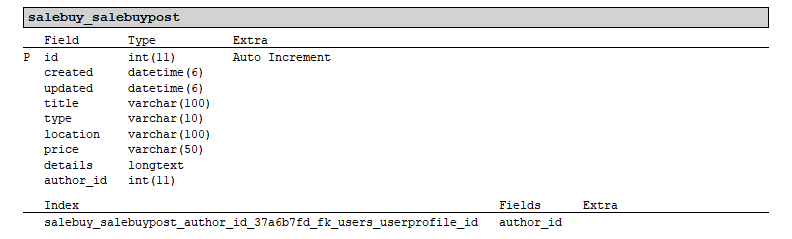 salebuy_salebuypost
Field Type Extra
P id int(11) Auto Increment
created datetime(6)
updated datetime(6)
title varchar(100)
type varchar(10)
location varchar(100)
price varchar(50)
details longtext
author_id int(11)
Index Fields Extra
salebuy_salebuypost_author_id_37a6b7fd_fk_users_userprofile_id author_id